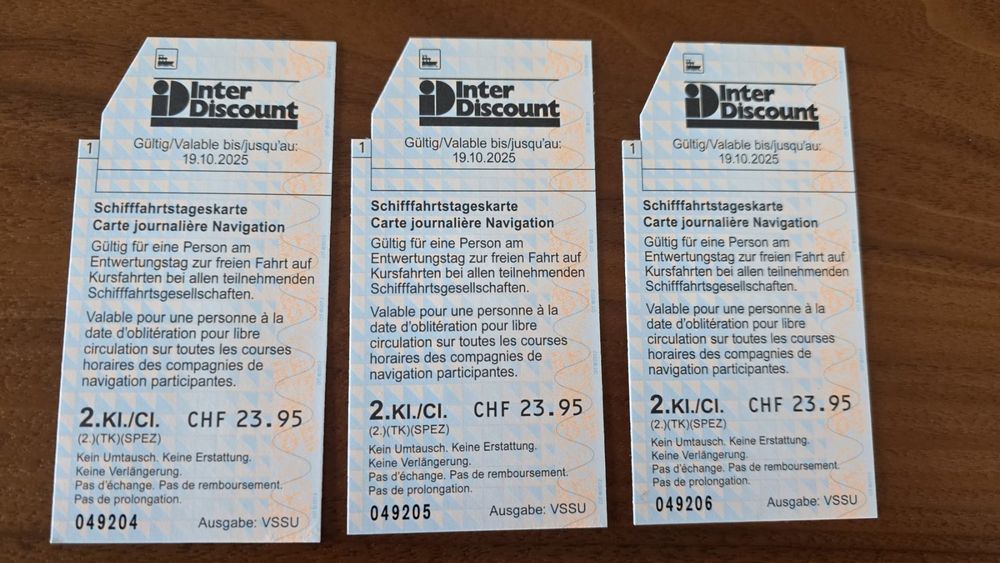 Inter
Discount
Gültig/Valable bis/jusqu'au:
19.10.2025
1
Schifffahrtstageskarte
Carte journalière Navigation
Gültig für eine Person am
Entwertungstag zur freien Fahrt auf
Kursfahrten bei allen teilnehmenden
Schifffahrtsgesellschaften.
Valable pour une personne à la
date d'oblitération pour libre
circulation sur toutes les courses
horaires des compagnies de
navigation participantes.
2.Kl./Cl. CHF 23.95
(2.)(TK)(SPEZ)
Kein Umtausch. Keine Erstattung.
Keine Verlängerung.
Pas d'échange. Pas de remboursement.
Pas de prolongation.
049204 Ausgabe: VSSU
Inter
Discount
Gültig/Valable bis/jusqu'au:
19.10.2025
1
Schifffahrtstageskarte
Carte journalière Navigation
Gültig für eine Person am
Entwertungstag zur freien Fahrt auf
Kursfahrten bei allen teilnehmenden
Schifffahrtsgesellschaften.
Valable pour une personne à la
date d'oblitération pour libre
circulation sur toutes les courses
horaires des compagnies de
navigation participantes.
2.Kl./Cl. CHF 23.95
(2.)(TK)(SPEZ)
Kein Umtausch. Keine Erstattung.
Keine Verlängerung.
Pas d'échange. Pas de remboursement.
Pas de prolongation.
049205 Ausgabe: VSSU
Inter
Discount
Gültig/Valable bis/jusqu'au:
19.10.2025
1
Schifffahrtstageskarte
Carte journalière Navigation
Gültig für eine Person am
Entwertungstag zur freien Fahrt auf
Kursfahrten bei allen teilnehmenden
Schifffahrtsgesellschaften.
Valable pour une personne à la
date d'oblitération pour libre
circulation sur toutes les courses
horaires des compagnies de
navigation participantes.
2.Kl./Cl. CHF 23.95
(2.)(TK)(SPEZ)
Kein Umtausch. Keine Erstattung.
Keine Verlängerung.
Pas d'échange. Pas de remboursement.
Pas de prolongation.
049206 Ausgabe: VSSU